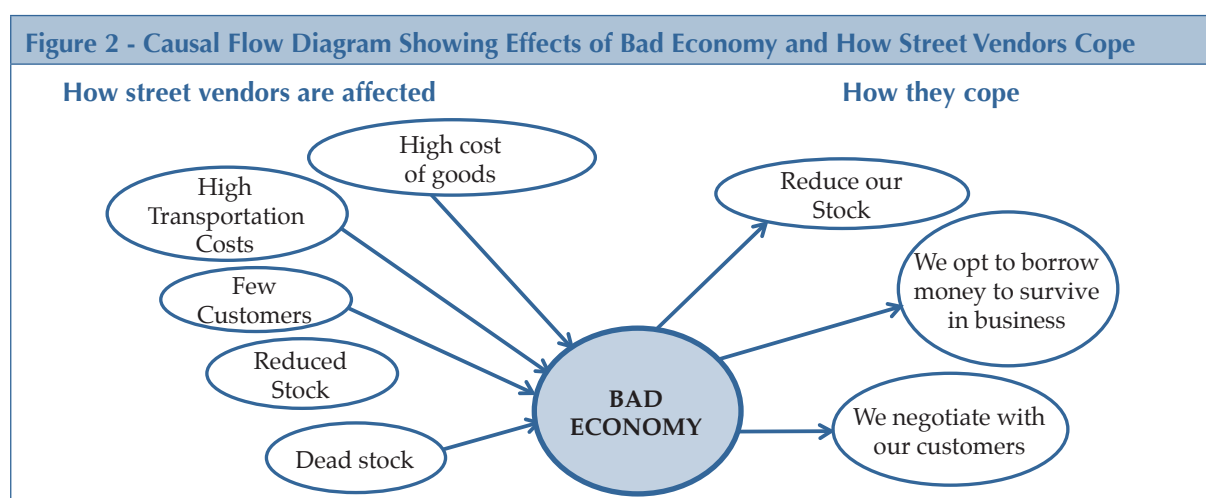 Figure 2 - Causal Flow Diagram Showing Effects of Bad Economy and How Street Vendors Cope
How street vendors are affected
How they cope
High cost
of goods
High
Transportation
Costs
Few
Customers
Reduced
Stock
Dead stock
BAD
ECONOMY
Reduce our
Stock
We opt to borrow
money to survive
in business
We negotiate with
our customers